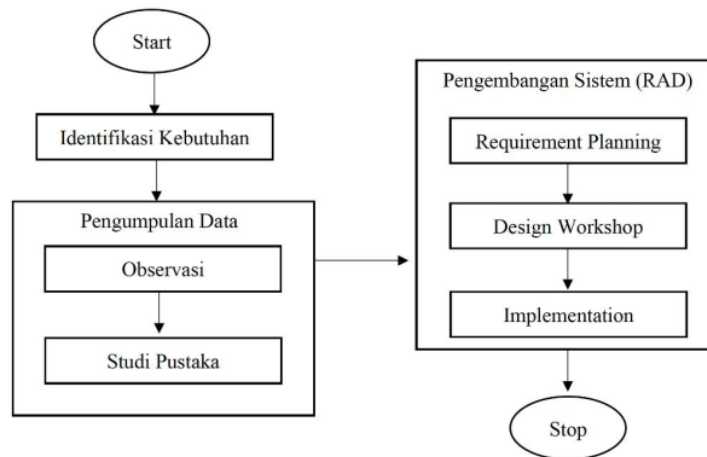 Start
Identifikasi Kebutuhan
Pengumpulan Data
Observasi
Studi Pustaka
Pengembangan Sistem (RAD)
Requirement Planning
Design Workshop
Implementation
Stop